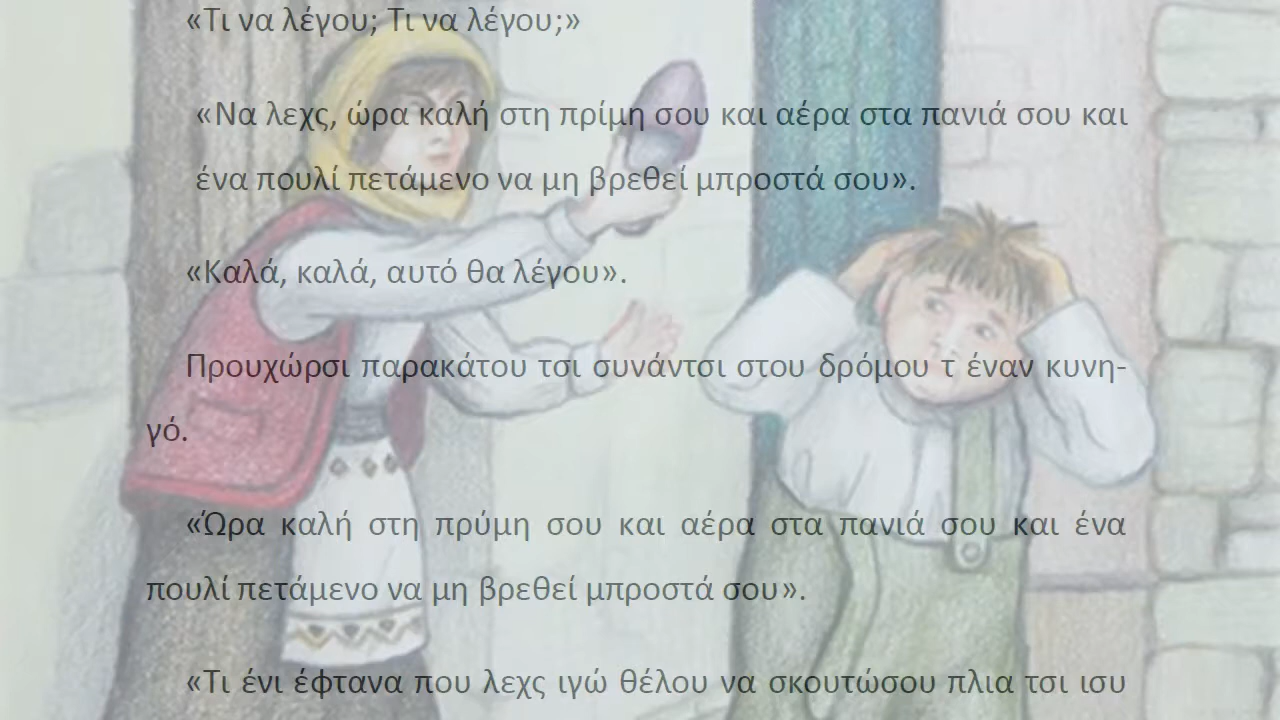 «Τι να λέγου; Τι να λέγου;»
«Να λεχς, ώρα καλή στη πρίμη σου και αέρα στα πανιά σου και
ένα πουλί πετάμενο να μη βρεθεί μπροστά σου».
«Καλά, καλά, αυτό θα λέγου».
Προυχώρσι παρακάτου τσι συνάντσι στου δρόμου τ έναν κυνη-
γό.
«Ώρα καλή στη πρύμη σου και αέρα στα πανιά σου και ένα
πουλί πετάμενο να μη βρεθεί μπροστά σου».
«Τι ένι έφτανα που λεχς ιγώ θέλου να σκουτώσου πλια τσι ισυ